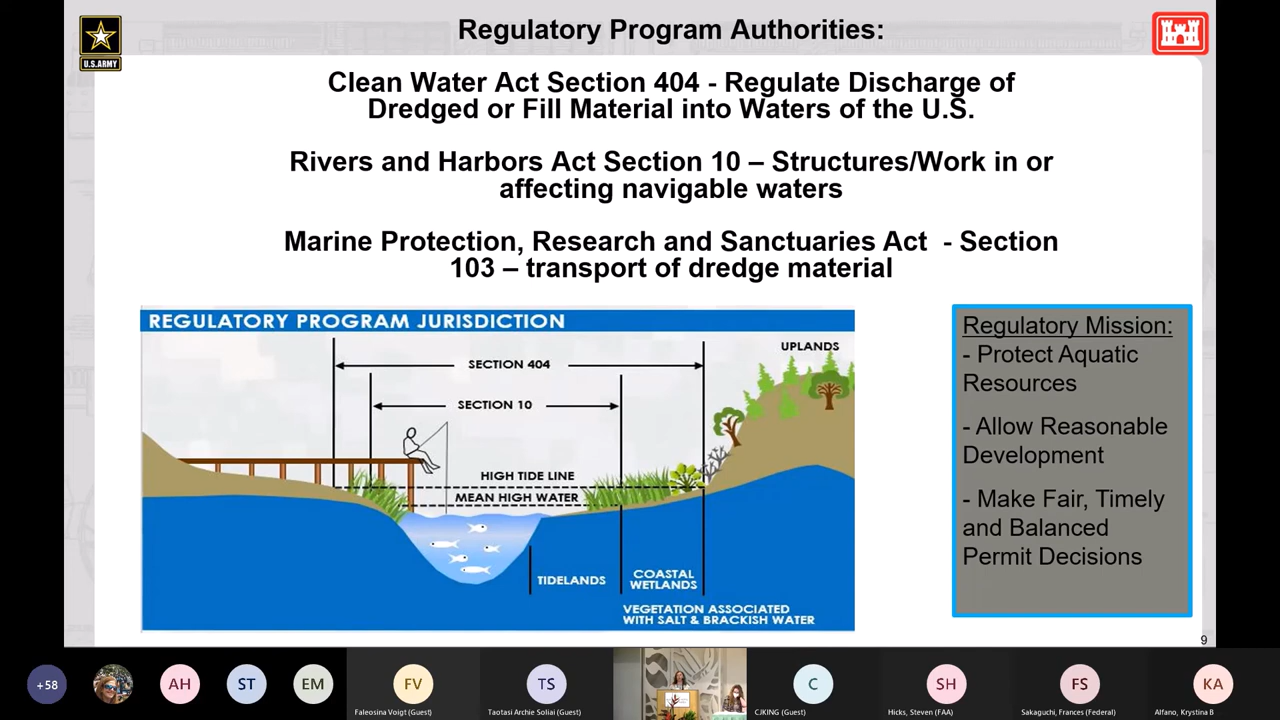 Regulatory Program Authorities:
U.S.ARMY
Clean Water Act Section 404 - Regulate Discharge of
Dredged or Fill Material into Waters of the U.S.
Rivers and Harbors Act Section 10 – Structures/Work in or
affecting navigable waters
Marine Protection, Research and Sanctuaries Act - Section
103 – transport of dredge material
REGULATORY PROGRAM JURISDICTION
UPLANDS
SECTION 404
SECTION 10
HIGH TIDE LINE
MEAN HIGH WATER
TIDELANDS
COASTAL
WETLANDS
VEGETATION ASSOCIATED
WITH SALT & BRACKISH WATER
Regulatory Mission:
- Protect Aquatic
Resources
- Allow Reasonable
Development
- Make Fair, Timely
and Balanced
Permit Decisions
9
+58
AH
ST
EM
FV
Faleosina Voigt (Guest)
TS
Taotasi Archie Soliai (Guest)
C
CJKING (Guest)
SH
Hicks, Steven (FAA)
FS
Sakaguchi, Frances (Federal)
KA
Alfano, Krystina B